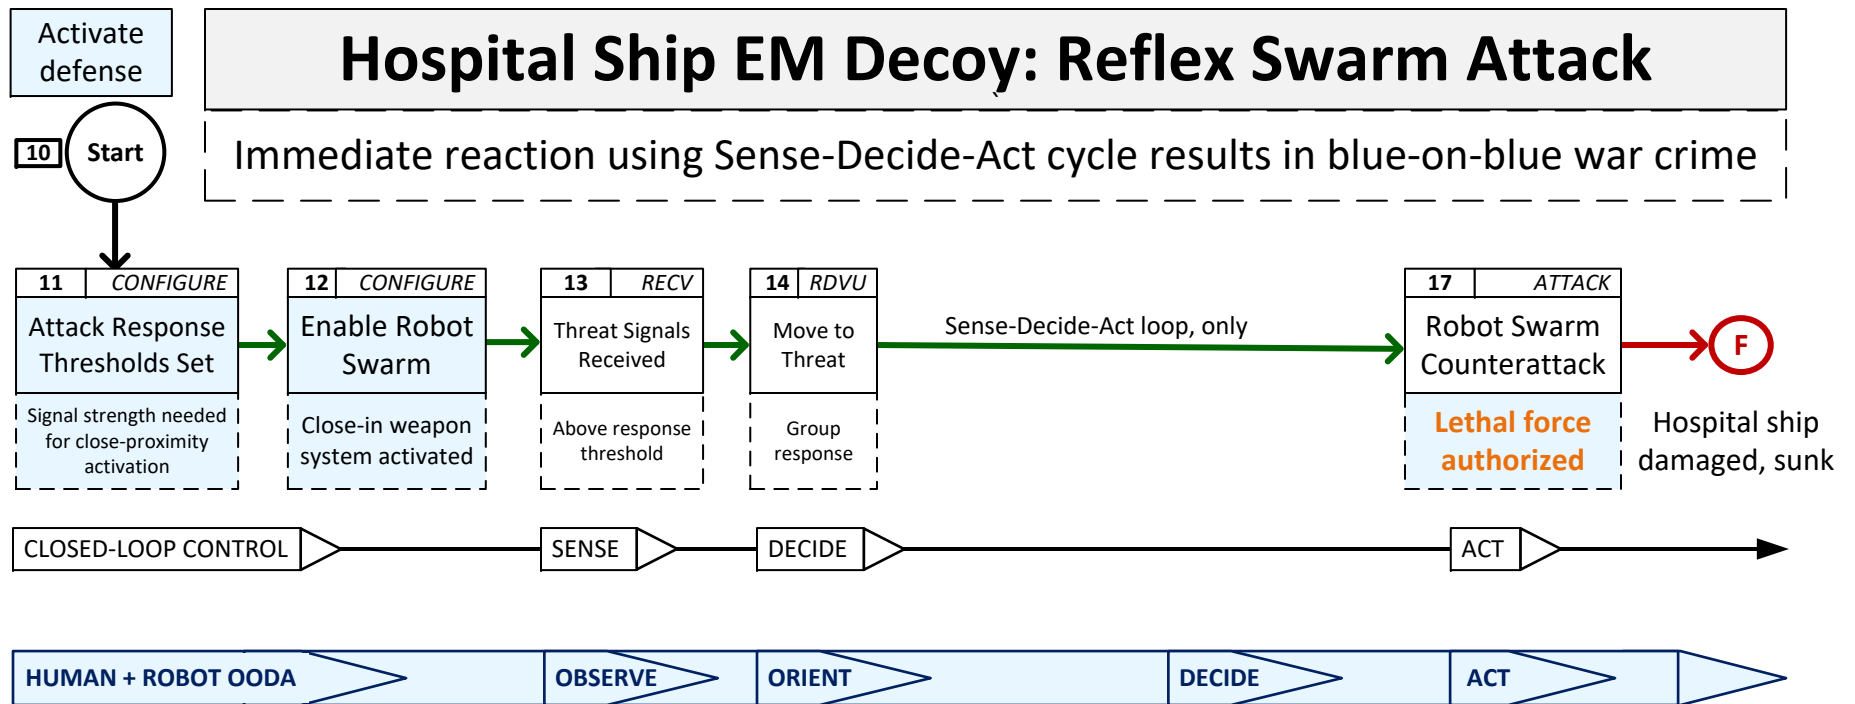 Activate
defense
Hospital Ship EM Decoy: Reflex Swarm Attack
`
10
Start
Immediate reaction using Sense-Decide-Act cycle results in blue-on-blue war crime
11 CONFIGURE
Attack Response
Thresholds Set
Signal strength needed
for close-proximity
activation
12 CONFIGURE
Enable Robot
Swarm
Close-in weapon
system activated
13 RECV
Threat Signals
Received
Above response
threshold
14 RDVU
Move to
Threat
Group
response
Sense-Decide-Act loop, only
17 ATTACK
Robot Swarm
Counterattack
Lethal force
authorized
F
Hospital ship
damaged, sunk
CLOSED-LOOP CONTROL
SENSE
DECIDE
ACT
HUMAN + ROBOT OODA
OBSERVE
ORIENT
DECIDE
ACT